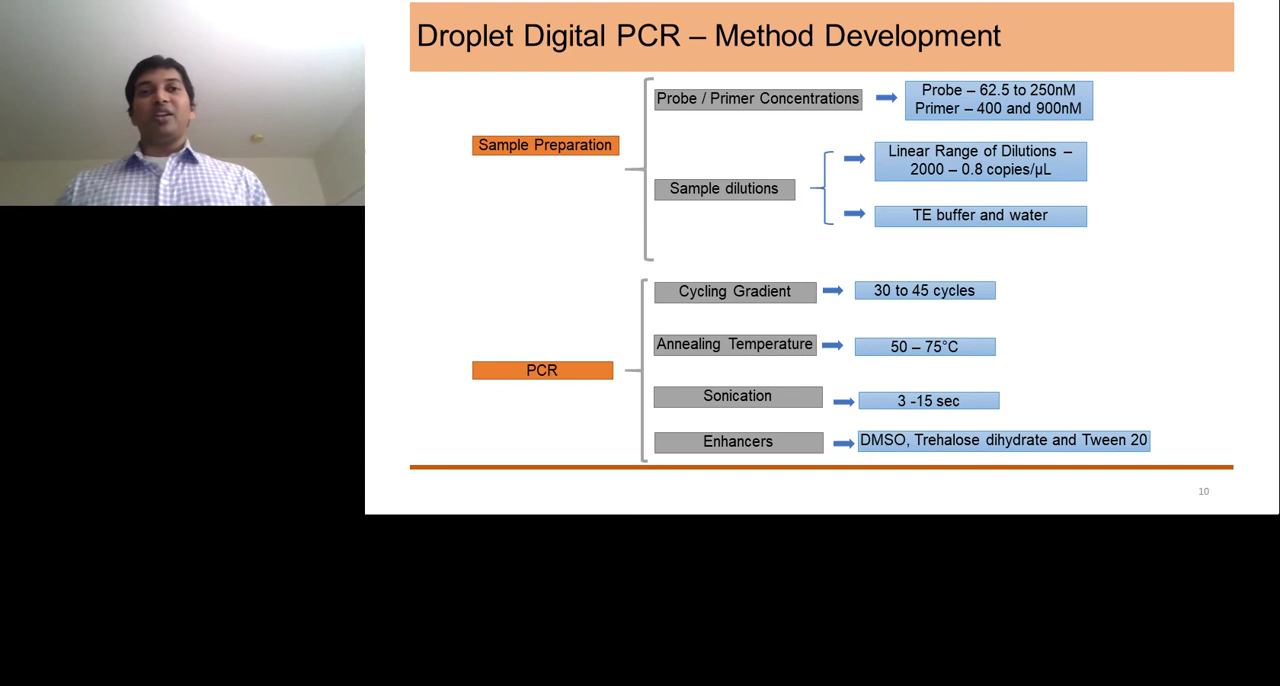 Droplet Digital PCR – Method Development
Sample Preparation
Probe / Primer Concentrations
Probe – 62.5 to 250nM
Primer – 400 and 900nM
Sample dilutions
Linear Range of Dilutions –
2000 – 0.8 copies/µL
TE buffer and water
PCR
Cycling Gradient
30 to 45 cycles
Annealing Temperature
50 – 75°C
Sonication
3 -15 sec
Enhancers
DMSO, Trehalose dihydrate and Tween 20
10